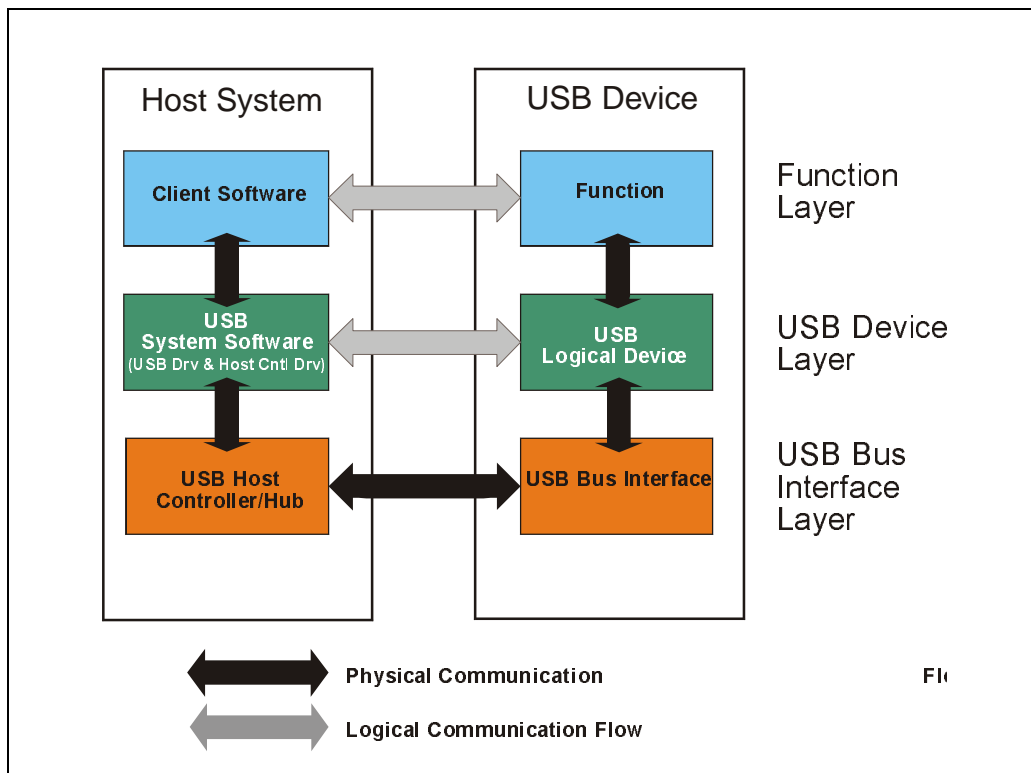 Host System
USB Device
Client Software
Function
Function
Layer
USB
System Software
(USB Drv & Host Cntl Drv)
USB
Logical Device
USB Device
Layer
USB Host
Controller/Hub
USB Bus Interface
USB Bus
Interface
Layer
Physical Communication
Logical Communication Flow